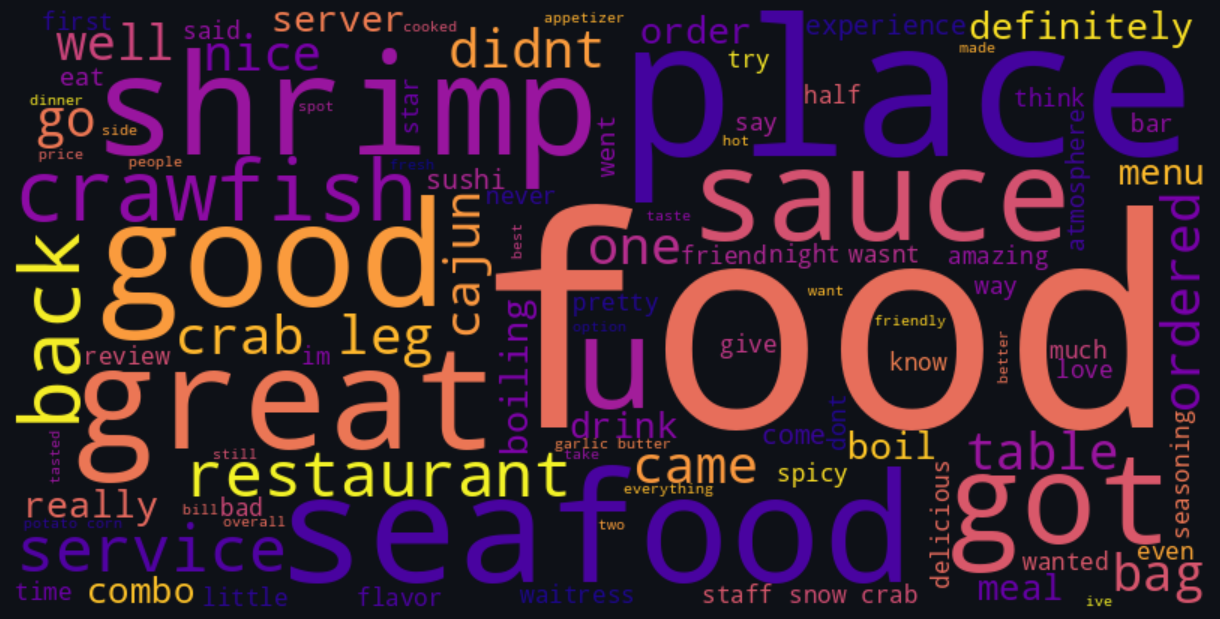 first
said
server
cooked
appetizer
order
experience
definitely
well
nice
didnt
place
made
try
eat
shrimp
star
half
think
dinner
go
spot
side
say
bar
hot
went
atmosphere
price
people
fresh
crawfish
sushi
never
sauce
menu
back
good
cajun
best
taste
one
friend
night
wasnt
amazing
ordered
food
way
want
pretty
option
friendly
crab leg
boiling
review
im
u
give
know
better
much
love
great
drink
come
dont
boil
garlic butter
take
tasted
still
restaurant
came
spicy
table
seasoning
everything
really
bill
bad
overall
potato corn
seafood
two
delicious
got
service
even
wanted
bag
time
combo
little
flavor
waitress
staff
snow crab
meal
ive